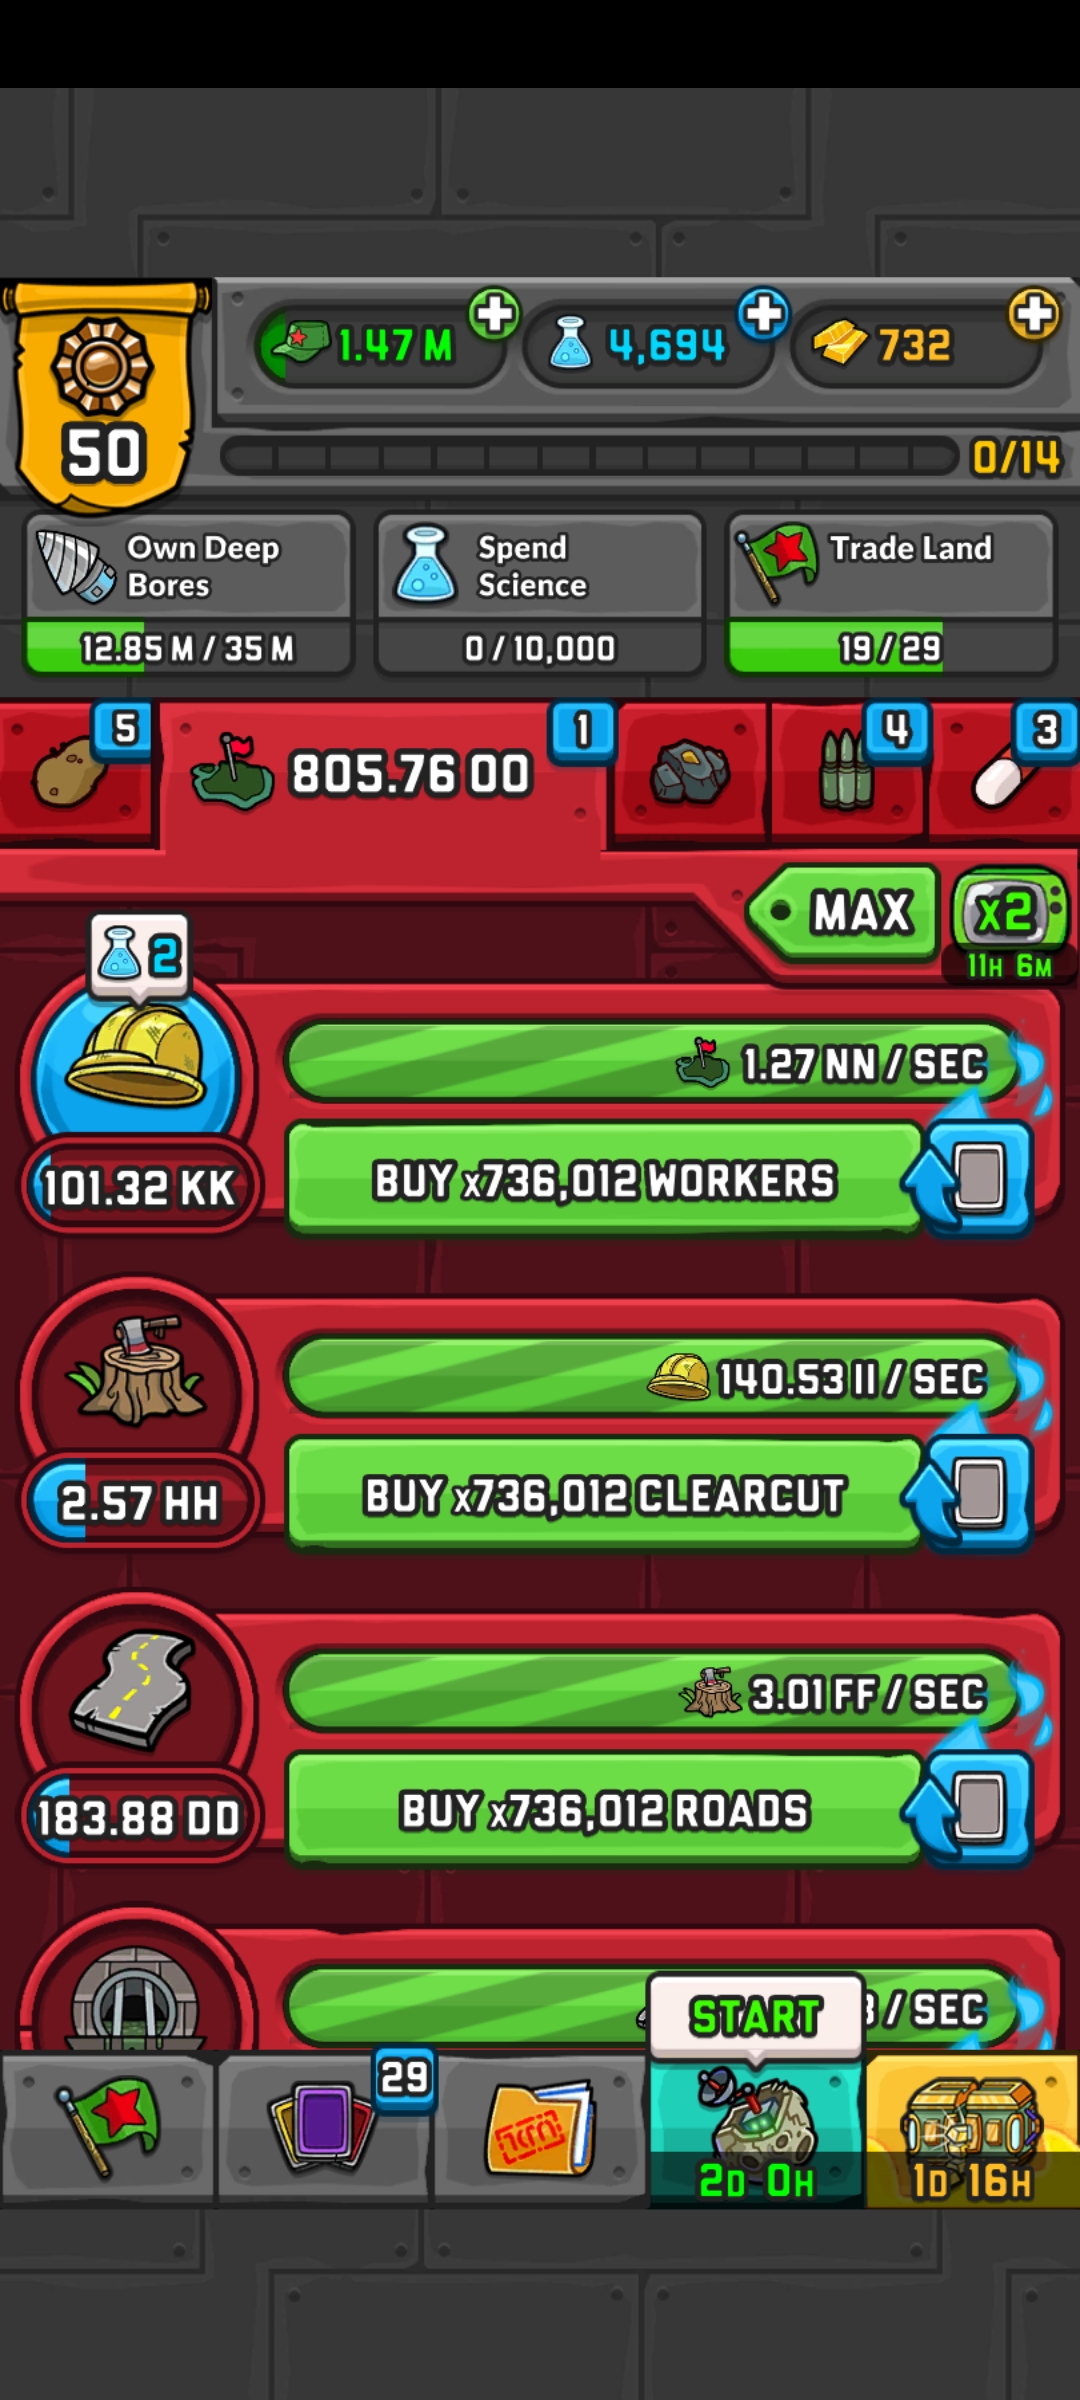 1.47 M
4,694
732
50
0/14
Own Deep
Bores
12.85 M / 35 M
Spend
Science
0 / 10,000
Trade Land
19 / 29
5
805.76 OO
1
4
3
MAX
x2
11H 6M
2
1.27 NN / SEC
101.32 KK
BUY x736,012 WORKERS
140.53 II / SEC
2.57 HH
BUY x736,012 CLEARCUT
3.01 FF / SEC
183.88 DD
BUY x736,012 ROADS
/ SEC
START
29
2D 0H
1D 16H